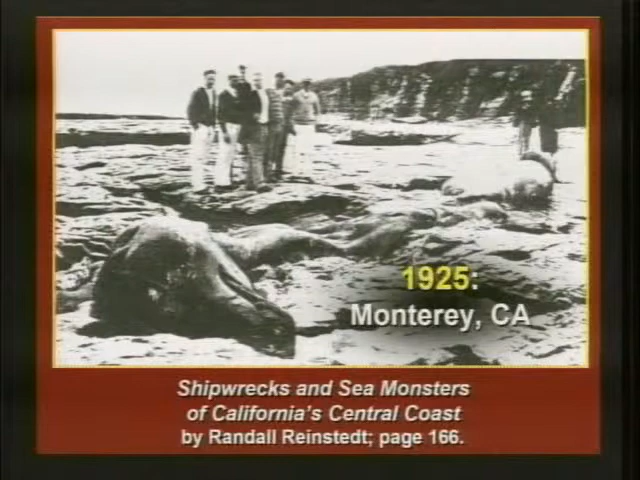 1925:
Monterey, CA
Shipwrecks and Sea Monsters
of California's Central Coast
by Randall Reinstedt; page 166.